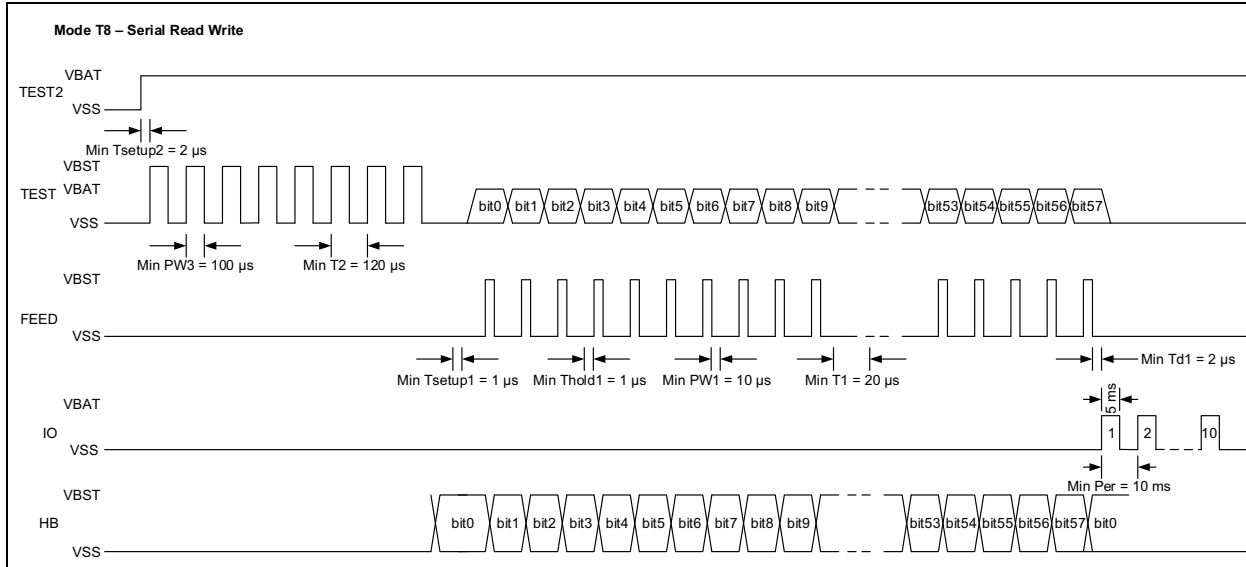 Mode T8 – Serial Read Write
VBAT
TEST2
VSS
Min Tsetup2 = 2 µs
VBST
TEST
VBAT
VSS
bit0 bit1 bit2 bit3 bit4 bit5 bit6 bit7 bit8 bit9 bit53 bit54 bit55 bit56 bit57
Min PW3 = 100 µs Min T2 = 120 µs
VBST
FEED
VSS
Min Tsetup1 = 1 µs Min Thold1 = 1 µs Min PW1 = 10 µs Min T1 = 20 µs Min Td1 = 2 µs
5 ms
VBAT
IO
VSS
1 2 10
Min Per = 10 ms
VBST
HB
VSS
bit0 bit1 bit2 bit3 bit4 bit5 bit6 bit7 bit8 bit9 bit53 bit54 bit55 bit56 bit57 bit0